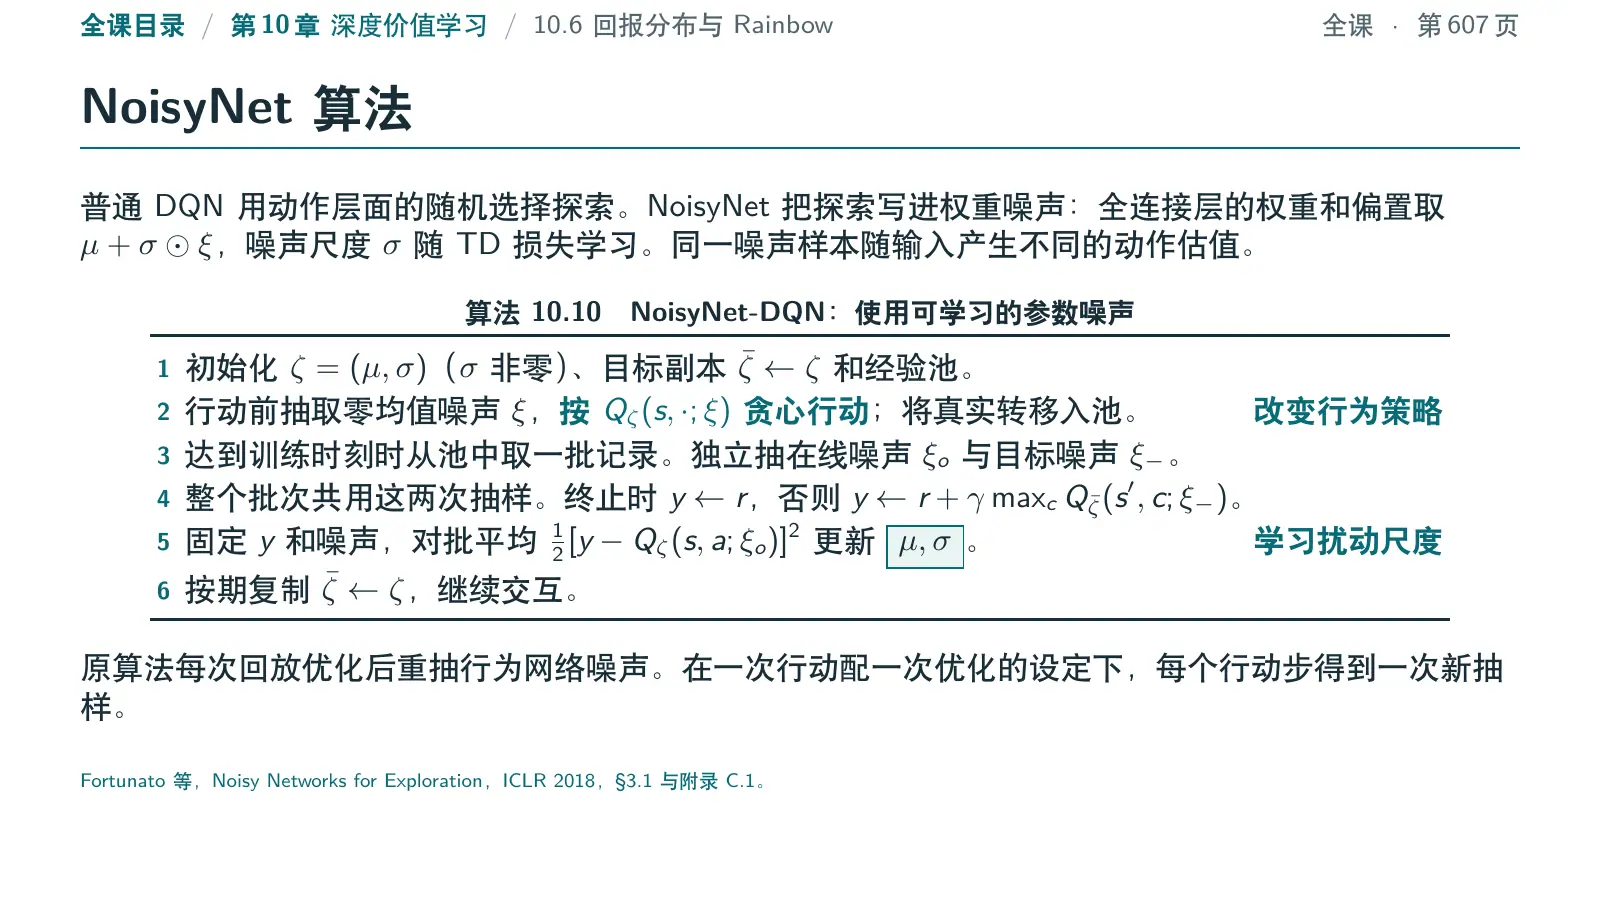 全课目录 / 第 10 章 深度价值学习 / 10.6 回报分布与 Rainbow
全课 · 第 607 页
NoisyNet 算法
普通 DQN 用动作层面的随机选择探索。NoisyNet 把探索写进权重噪声：全连接层的权重和偏置取
μ + σ ⊙ ξ，噪声尺度 σ 随 TD 损失学习。同一噪声样本随输入产生不同的动作估值。
算法 10.10 NoisyNet-DQN：使用可学习的参数噪声
1 初始化 ζ = (μ, σ)（σ 非零）、目标副本 ζ̄ ← ζ 和经验池。
2 行动前抽取零均值噪声 ξ，按 Qζ(s, ·; ξ) 贪心行动；将真实转移入池。 改变行为策略
3 达到训练时刻时从池中取一批记录。独立抽在线噪声 ξₒ 与目标噪声 ξ₋。
4 整个批次共用这两次抽样。终止时 y ← r，否则 y ← r + γ max_c Q_ζ̄(s′, c; ξ₋)。
5 固定 y 和噪声，对批平均 ½[y − Qζ(s, a; ξₒ)]² 更新 μ, σ。 学习扰动尺度
6 按期复制 ζ̄ ← ζ，继续交互。
原算法每次回放优化后重抽行为网络噪声。在一次行动配一次优化的设定下，每个行动步得到一次新抽
样。
Fortunato 等，Noisy Networks for Exploration，ICLR 2018，§3.1 与附录 C.1。